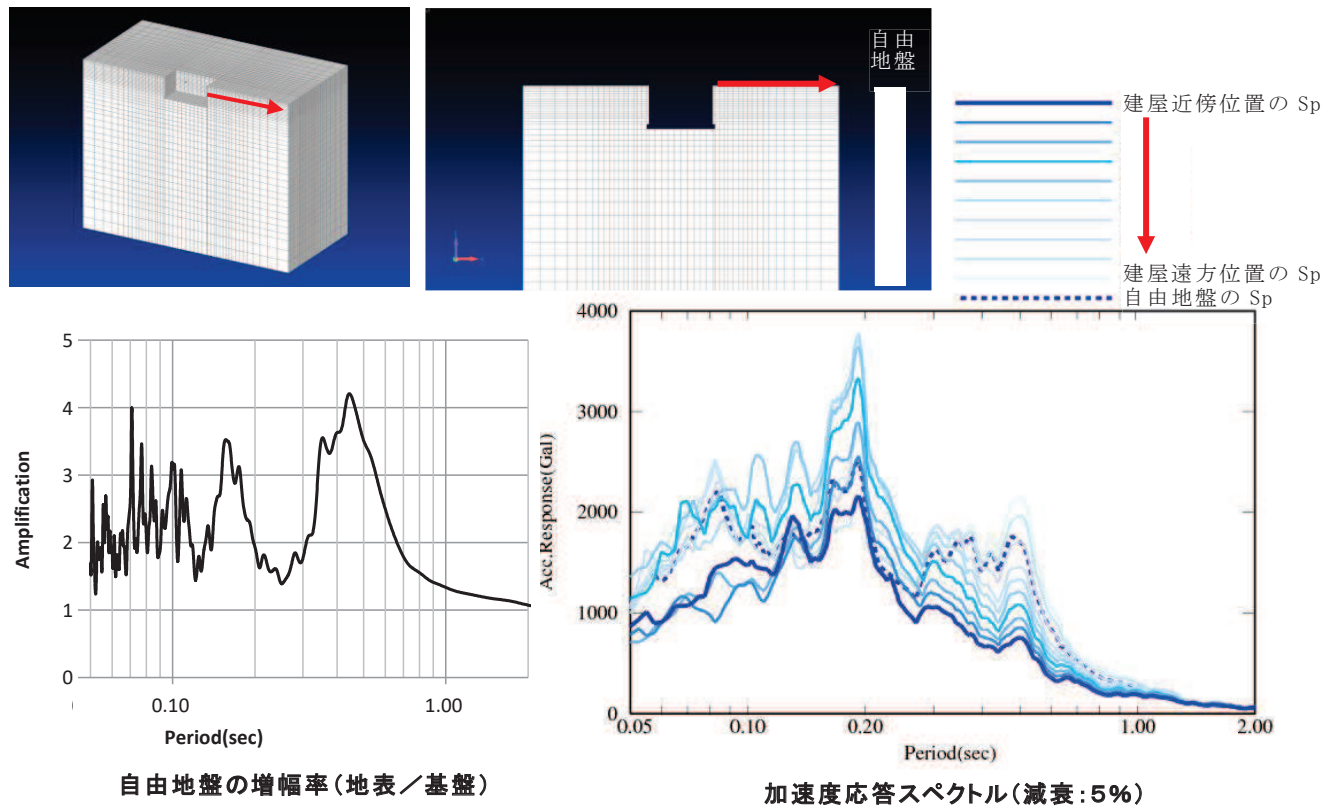 自由
地盤
建屋近傍位置の Sp
建屋遠方位置の Sp
自由地盤の Sp
5
4
3
2
1
0
Amplification
0.10
1.00
Period(sec)
自由地盤の増幅率(地表/基盤)
4000
3000
2000
1000
0
Acc.Response(Gal)
0.05
0.10
0.20
1.00
2.00
Period(sec)
加速度応答スペクトル(減衰:5%)